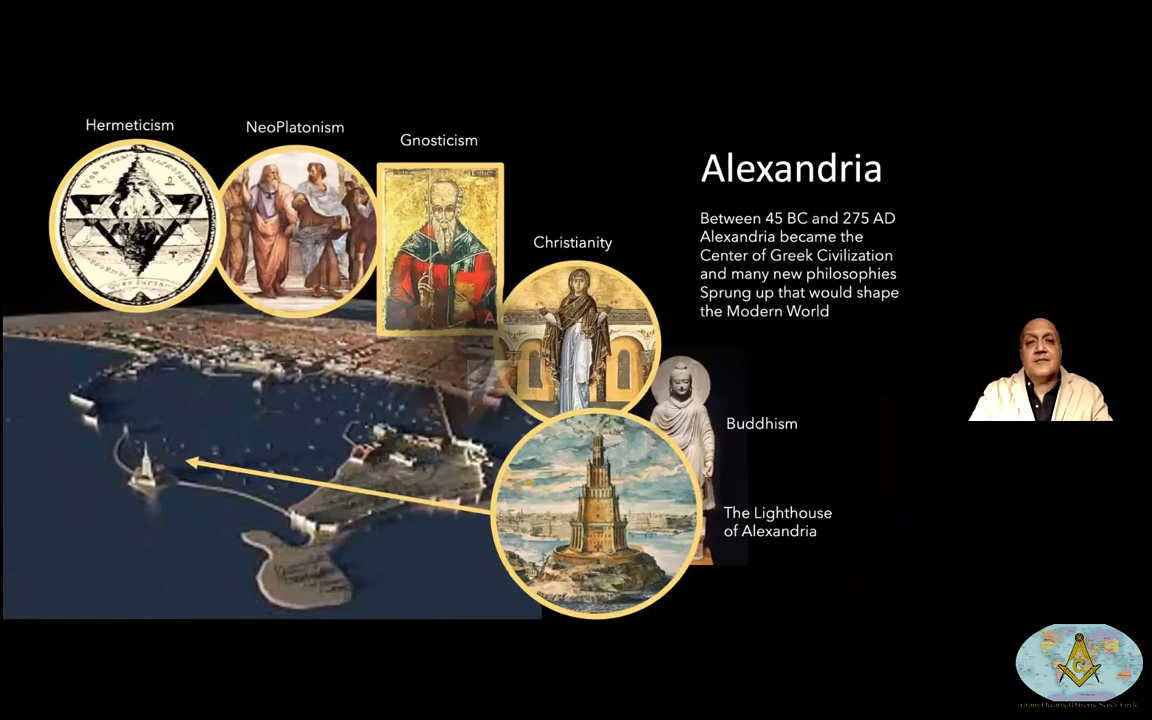 Hermeticism
NeoPlatonism
Gnosticism
Christianity
Alexandria
Between 45 BC and 275 AD
Alexandria became the
Center of Greek Civilization
and many new philosophies
Sprung up that would shape
the Modern World
Buddhism
The Lighthouse
of Alexandria
G